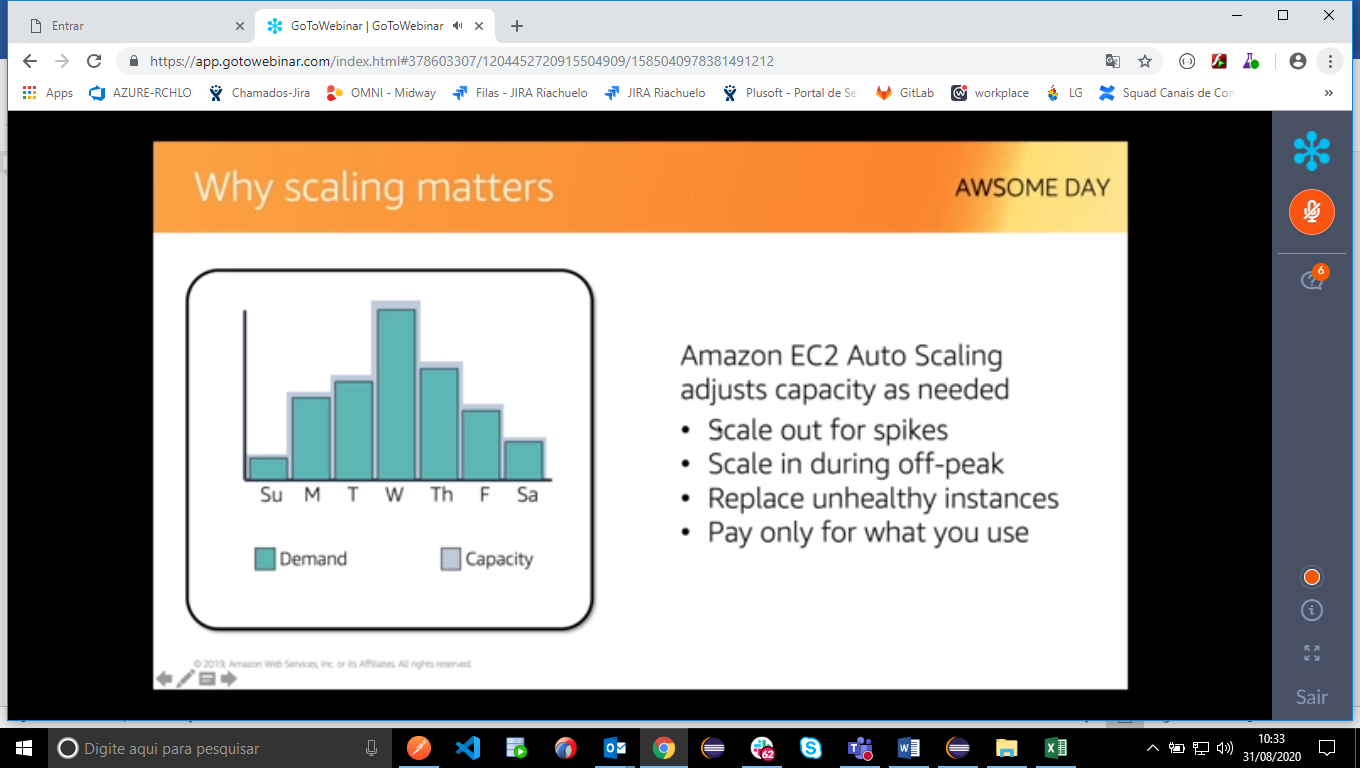 Entrar
GoToWebinar | GoToWebinar
https://app.gotowebinar.com/index.html#378603307/1204452720915504909/1585040978381491212
Apps AZURE-RCHLO Chamados-Jira OMNI - Midway Filas - JIRA Riachuelo JIRA Riachuelo Plusoft - Portal de Se GitLab workplace LG Squad Canais de Con »
Why scaling matters
AWSOME DAY
Su M T W Th F Sa
Demand Capacity
Amazon EC2 Auto Scaling
adjusts capacity as needed
• Scale out for spikes
• Scale in during off-peak
• Replace unhealthy instances
• Pay only for what you use
© 2019, Amazon Web Services, Inc. or its Affiliates. All rights reserved.
6
Sair
Digite aqui para pesquisar
62
10:33
31/08/2020